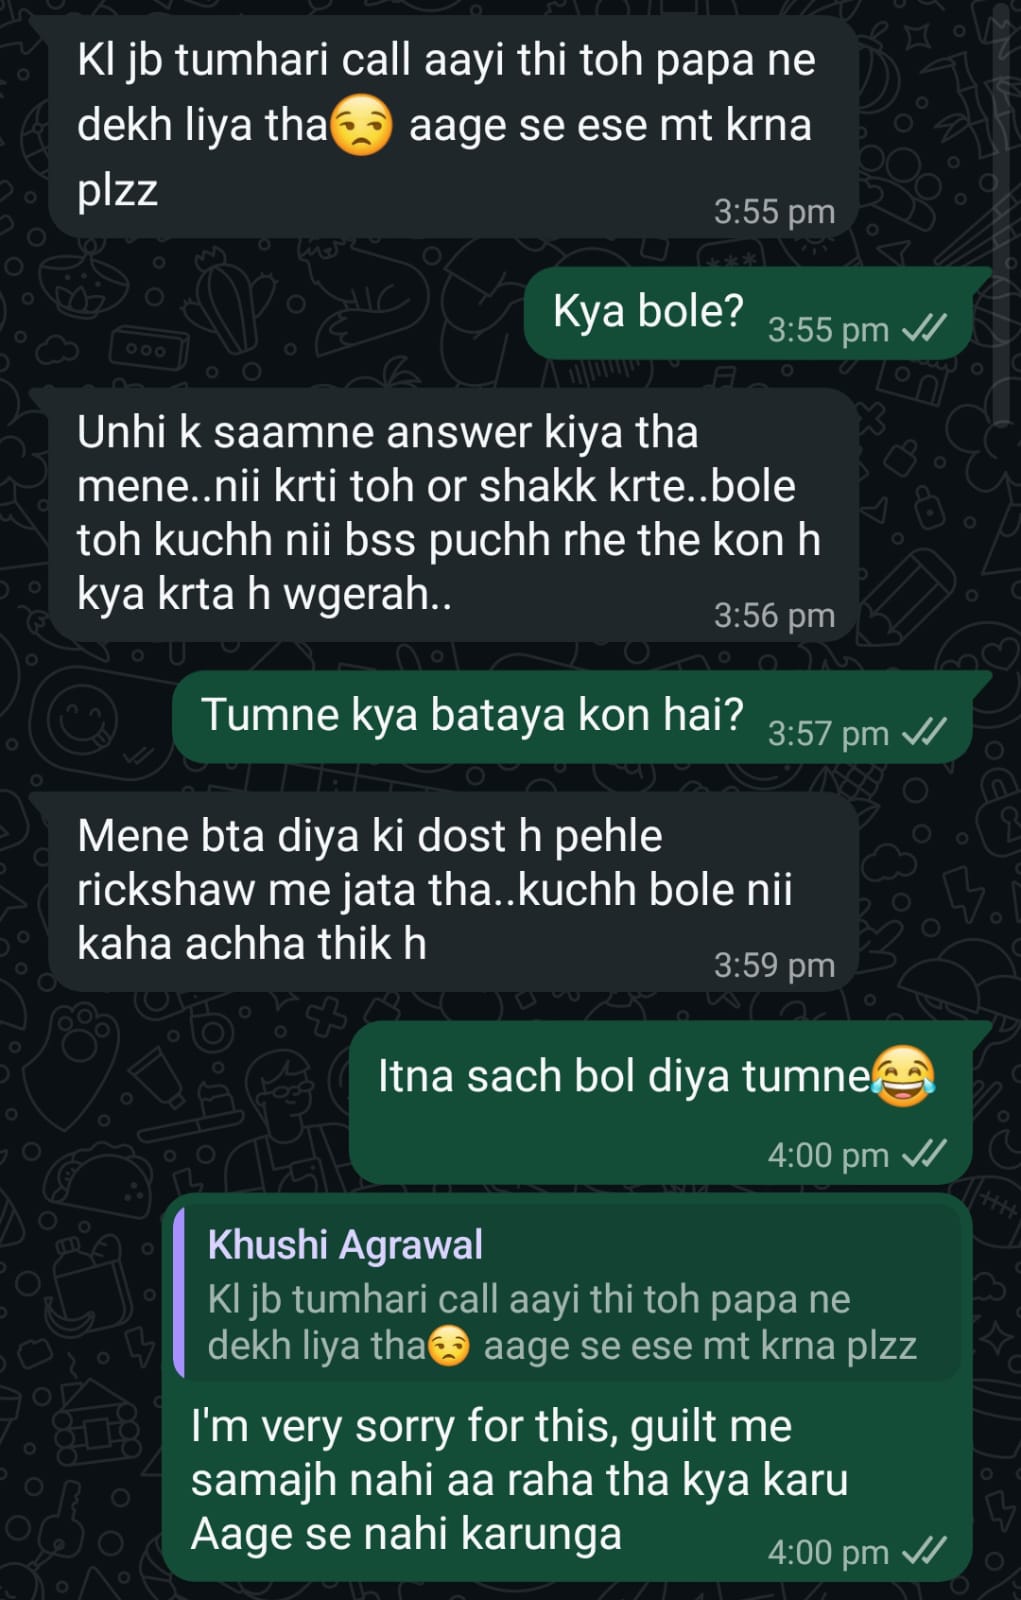 Kl jb tumhari call aayi thi toh papa ne
dekh liya tha😒 aage se ese mt krna
plzz
3:55 pm
Kya bole?
3:55 pm
Unhi k saamne answer kiya tha
mene..nii krti toh or shakk krte..bole
toh kuchh nii bss puchh rhe the kon h
kya krta h wgerah..
3:56 pm
Tumne kya bataya kon hai?
3:57 pm
Mene bta diya ki dost h pehle
rickshaw me jata tha..kuchh bole nii
kaha achha thik h
3:59 pm
Itna sach bol diya tumne😂
4:00 pm
Khushi Agrawal
Kl jb tumhari call aayi thi toh papa ne
dekh liya tha😒 aage se ese mt krna plzz
I'm very sorry for this, guilt me
samajh nahi aa raha tha kya karu
Aage se nahi karunga
4:00 pm